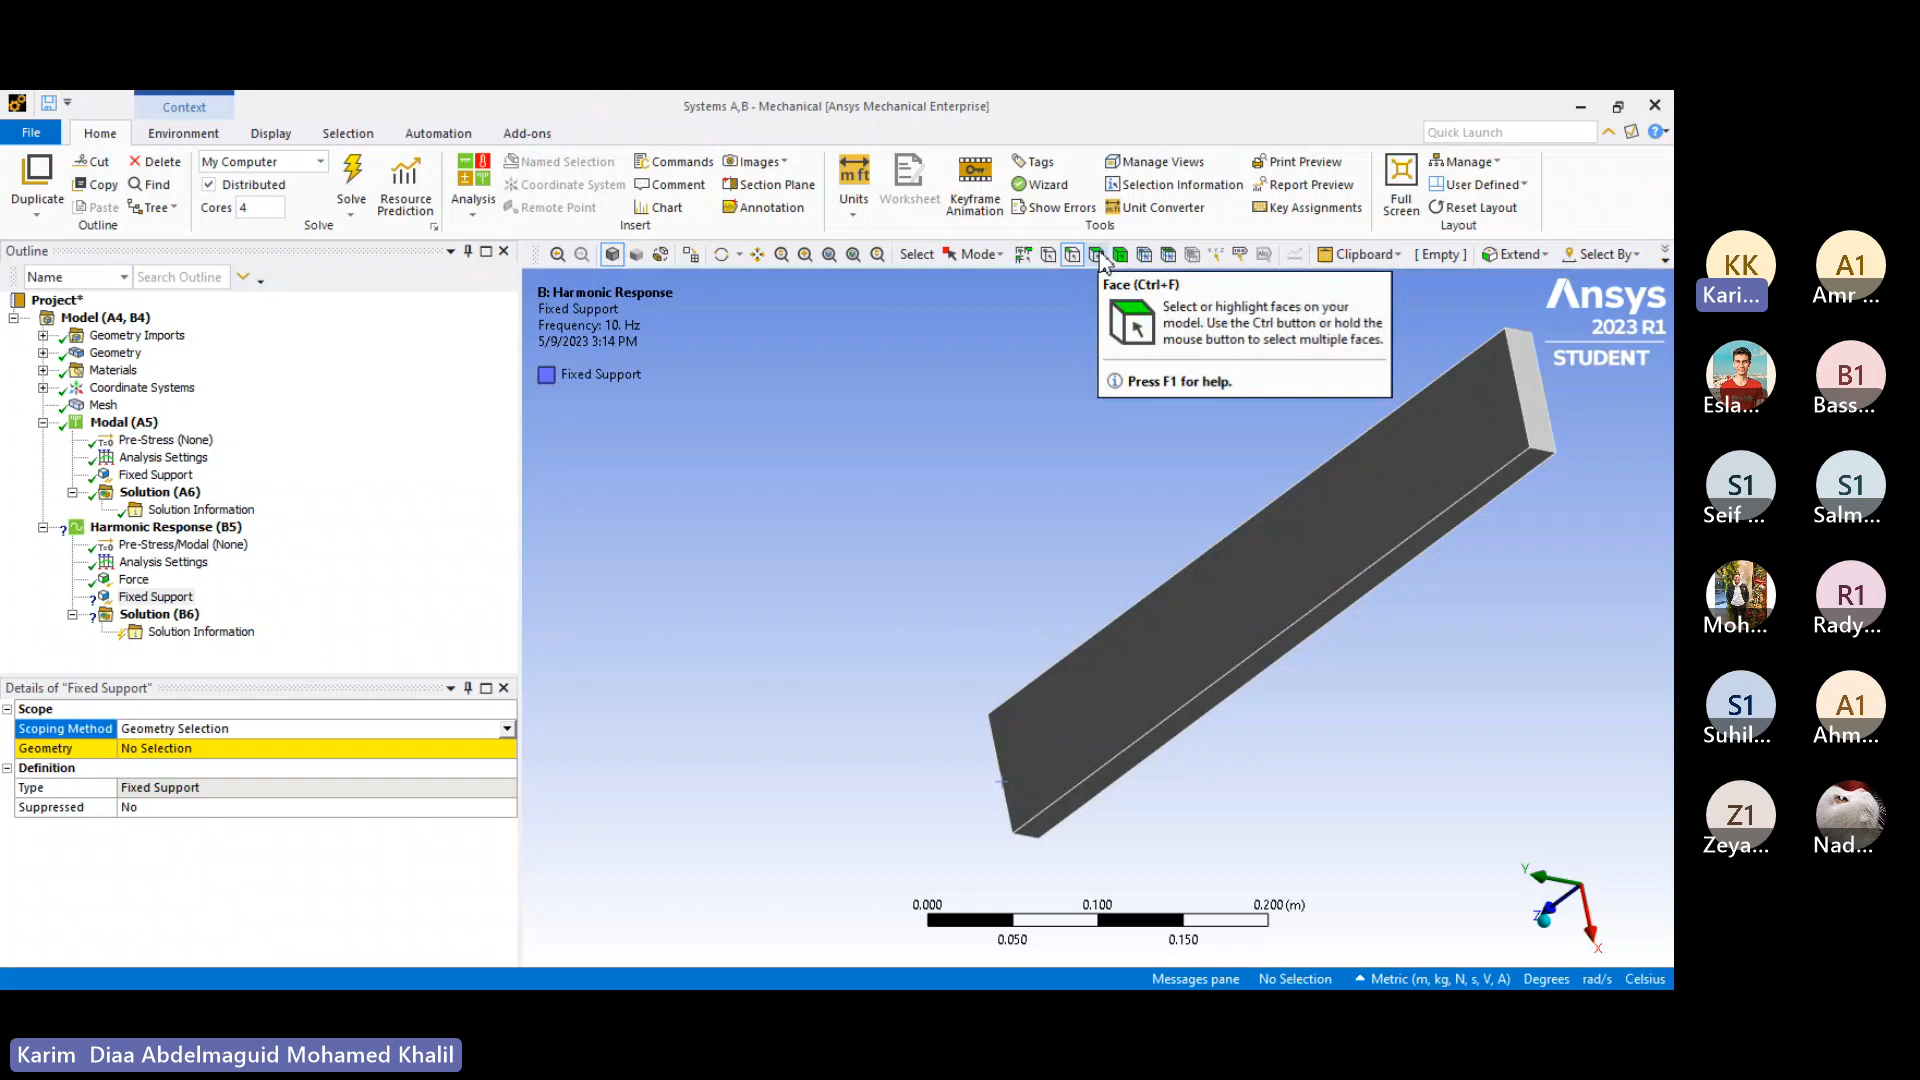 Context
Systems A,B - Mechanical [Ansys Mechanical Enterprise]
File
Home
Environment
Display
Selection
Automation
Add-ons
Quick Launch
Duplicate
Cut
Copy
Paste
Delete
Find
Tree
Outline
My Computer
Distributed
Cores 4
Solve
Resource Prediction
Solve
Analysis
Named Selection
Coordinate System
Remote Point
Commands
Comment
Chart
Images
Section Plane
Annotation
Insert
mft
Units
Worksheet
Keyframe Animation
Tags
Wizard
Show Errors
Manage Views
Selection Information
Unit Converter
Print Preview
Report Preview
Key Assignments
Tools
Full Screen
Manage
User Defined
Reset Layout
Layout
Outline
Select
Mode
Clipboard
[ Empty ]
Extend
Select By
Name
Search Outline
Project*
Model (A4, B4)
Geometry Imports
Geometry
Materials
Coordinate Systems
Mesh
Modal (A5)
Pre-Stress (None)
Analysis Settings
Fixed Support
Solution (A6)
Solution Information
Harmonic Response (B5)
Pre-Stress/Modal (None)
Analysis Settings
Force
Fixed Support
Solution (B6)
Solution Information
B: Harmonic Response
Fixed Support
Frequency: 10. Hz
5/9/2023 3:14 PM
Fixed Support
Face (Ctrl+F)
Select or highlight faces on your
model. Use the Ctrl button or hold the
mouse button to select multiple faces.
Press F1 for help.
Ansys
2023 R1
STUDENT
Details of "Fixed Support"
Scope
Scoping Method Geometry Selection
Geometry No Selection
Definition
Type Fixed Support
Suppressed No
0.000 0.100 0.200 (m)
0.050 0.150
Y
Z
X
Messages pane No Selection Metric (m, kg, N, s, V, A) Degrees rad/s Celsius
KK
Kari...
A1
Amr ...
Esla...
B1
Bass...
S1
Seif ...
S1
Salm...
Moh...
R1
Rady...
S1
Suhil...
A1
Ahm...
Z1
Zeya...
Nad...
Karim Diaa Abdelmaguid Mohamed Khalil